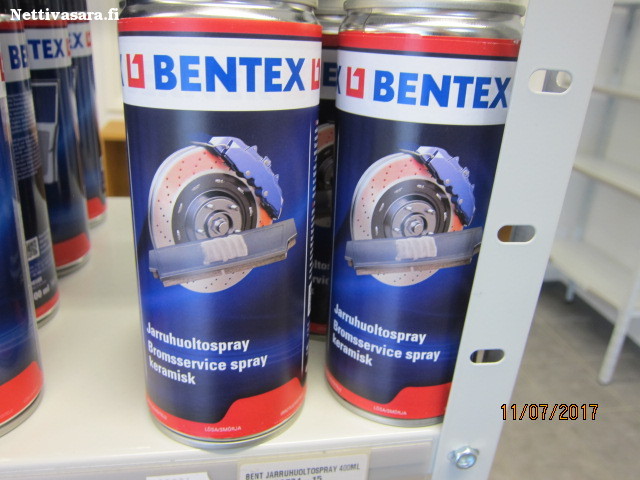 Nettivasara.fi
BENTEX
BENTEX
Jarruhuoltospray
Bromsservice spray
keramisk
Jarruhuoltospray
Bromsservice spray
keramisk
11/07/2017
BENT JARRUHUOLTOSPRAY 400ML